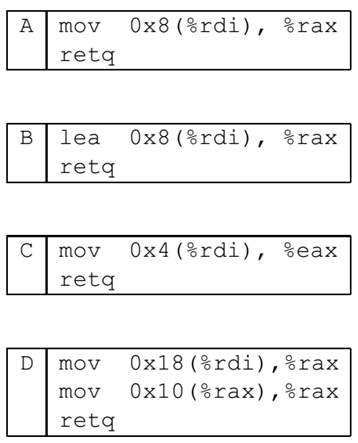 A mov 0x8(%rdi), %rax
retq
B lea 0x8(%rdi), %rax
retq
C mov 0x4(%rdi), %eax
retq
D mov 0x18(%rdi),%rax
mov 0x10(%rax),%rax
retq